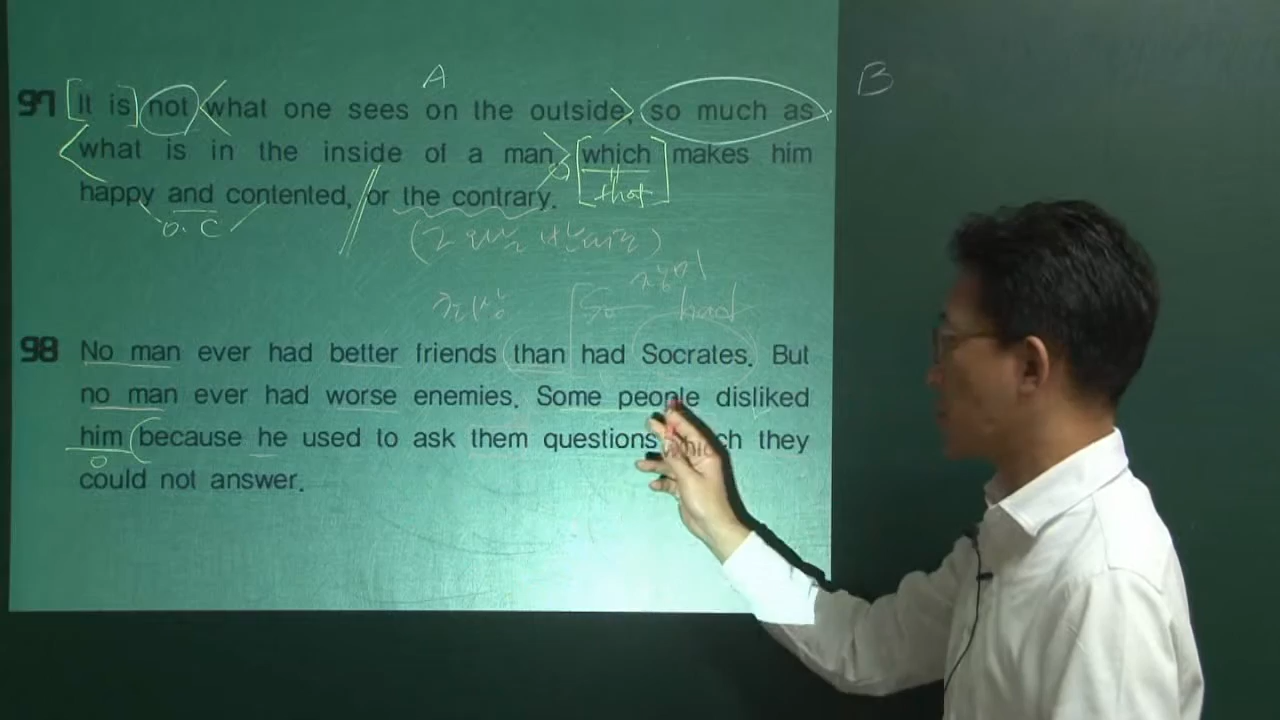 A
B
97 It is not what one sees on the outside, so much as
what is in the inside of a man, which makes him
that
happy and contented, or the contrary.
O.C
so had
98 No man ever had better friends than had Socrates. But
no man ever had worse enemies. Some people disliked
him because he used to ask them questions which they
O
could not answer.